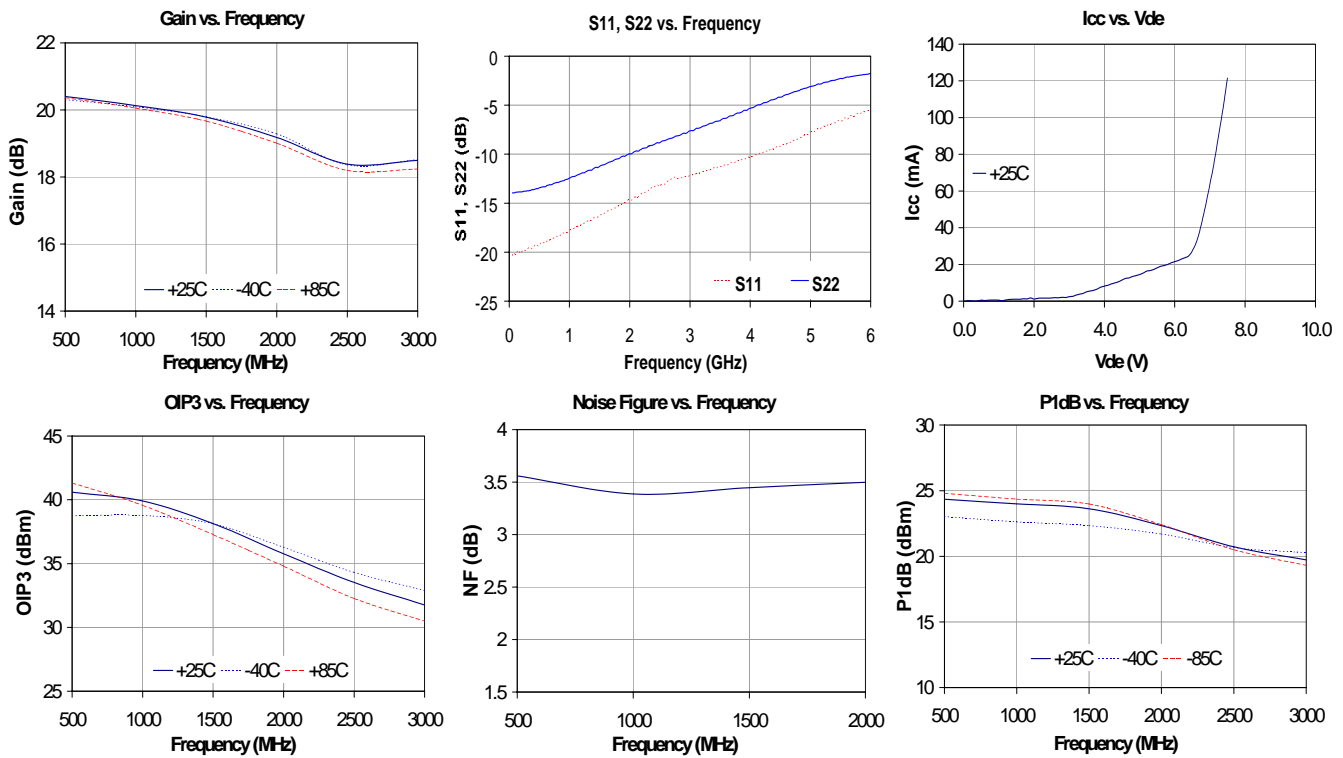 Gain vs. Frequency
22
20
18
16
14
Gain (dB)
+25C -40C +85C
500 1000 1500 2000 2500 3000
Frequency (MHz)
S11, S22 vs. Frequency
0
-5
-10
-15
-20
-25
S11, S22 (dB)
S11 S22
0 1 2 3 4 5 6
Frequency (GHz)
Icc vs. Vde
140
120
100
80
60
40
20
0
Icc (mA)
+25C
0.0 2.0 4.0 6.0 8.0 10.0
Vde (V)
OIP3 vs. Frequency
45
40
35
30
25
OIP3 (dBm)
+25C -40C +85C
500 1000 1500 2000 2500 3000
Frequency (MHz)
Noise Figure vs. Frequency
4
3.5
3
2.5
2
1.5
NF (dB)
500 1000 1500 2000
Frequency (MHz)
P1dB vs. Frequency
30
25
20
15
10
P1dB (dBm)
+25C -40C -85C
500 1000 1500 2000 2500 3000
Frequency (MHz)